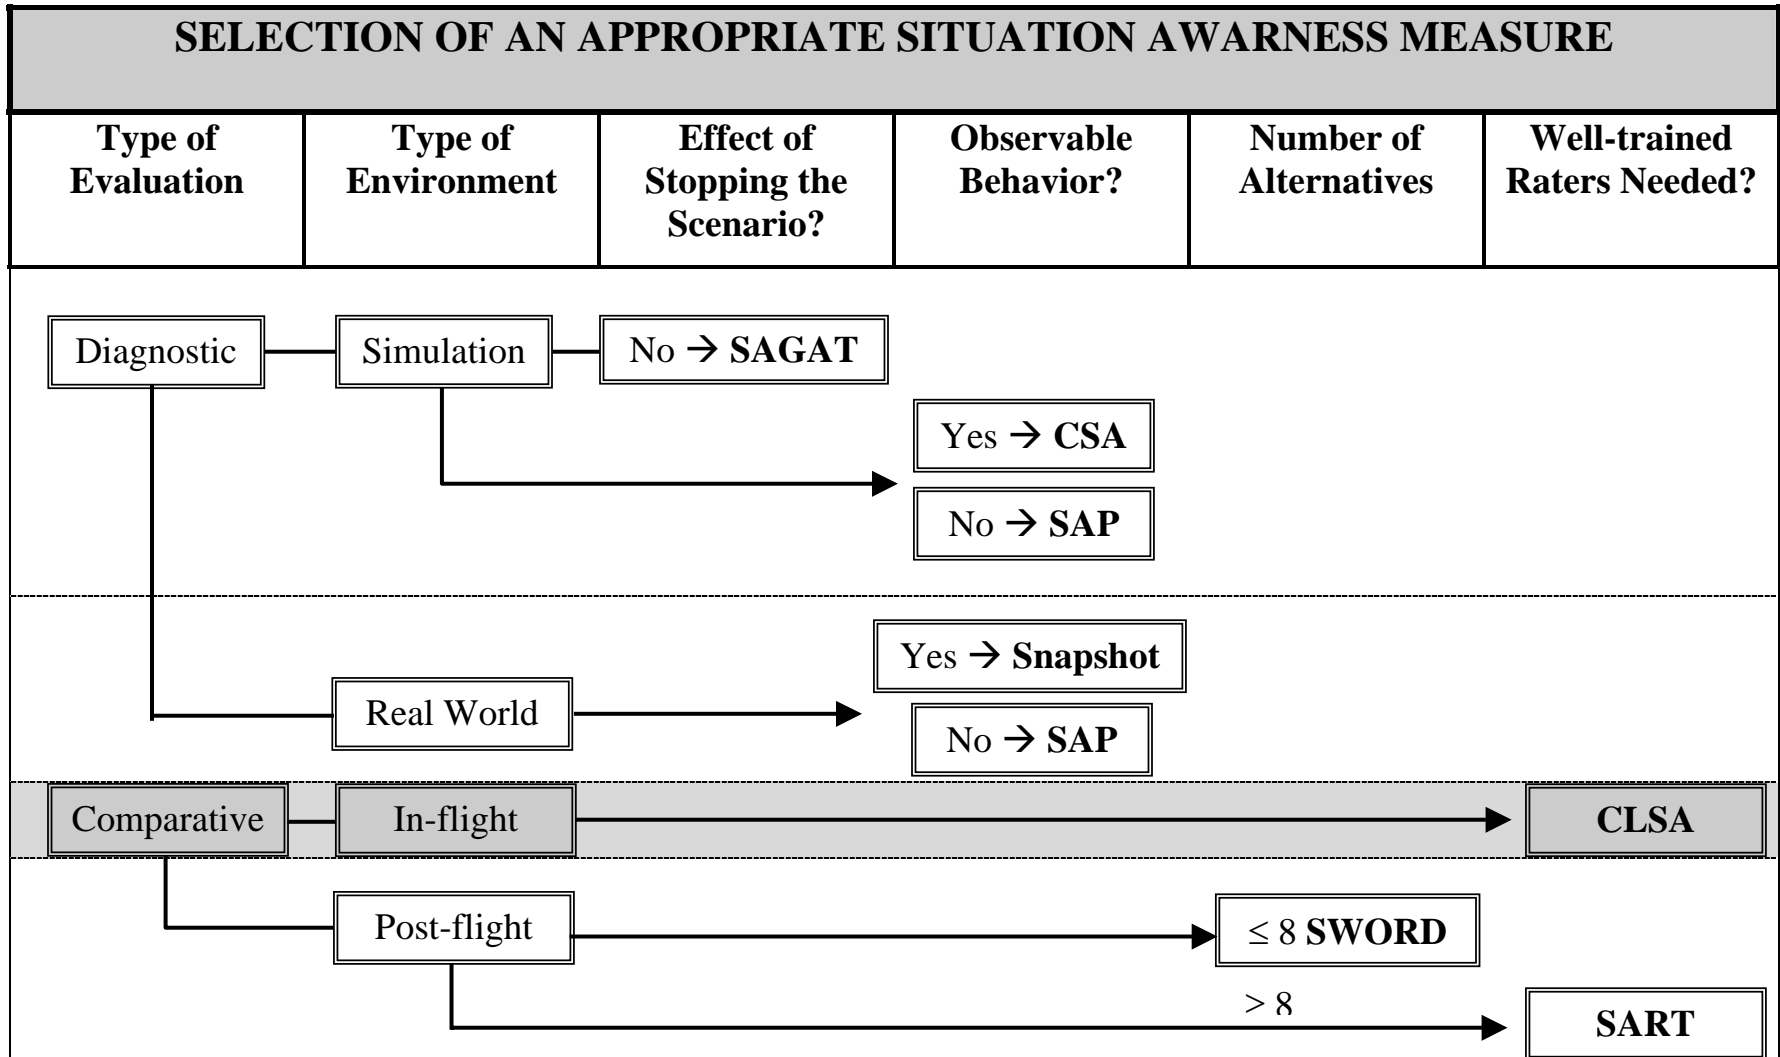 SELECTION OF AN APPROPRIATE SITUATION AWARNESS MEASURE
Type of
Evaluation
Type of
Environment
Effect of
Stopping the
Scenario?
Observable
Behavior?
Number of
Alternatives
Well-trained
Raters Needed?
Diagnostic
Simulation
No → SAGAT
Yes → CSA
No → SAP
Yes → Snapshot
Real World
No → SAP
Comparative
In-flight
CLSA
Post-flight
≤ 8 SWORD
> 8
SART